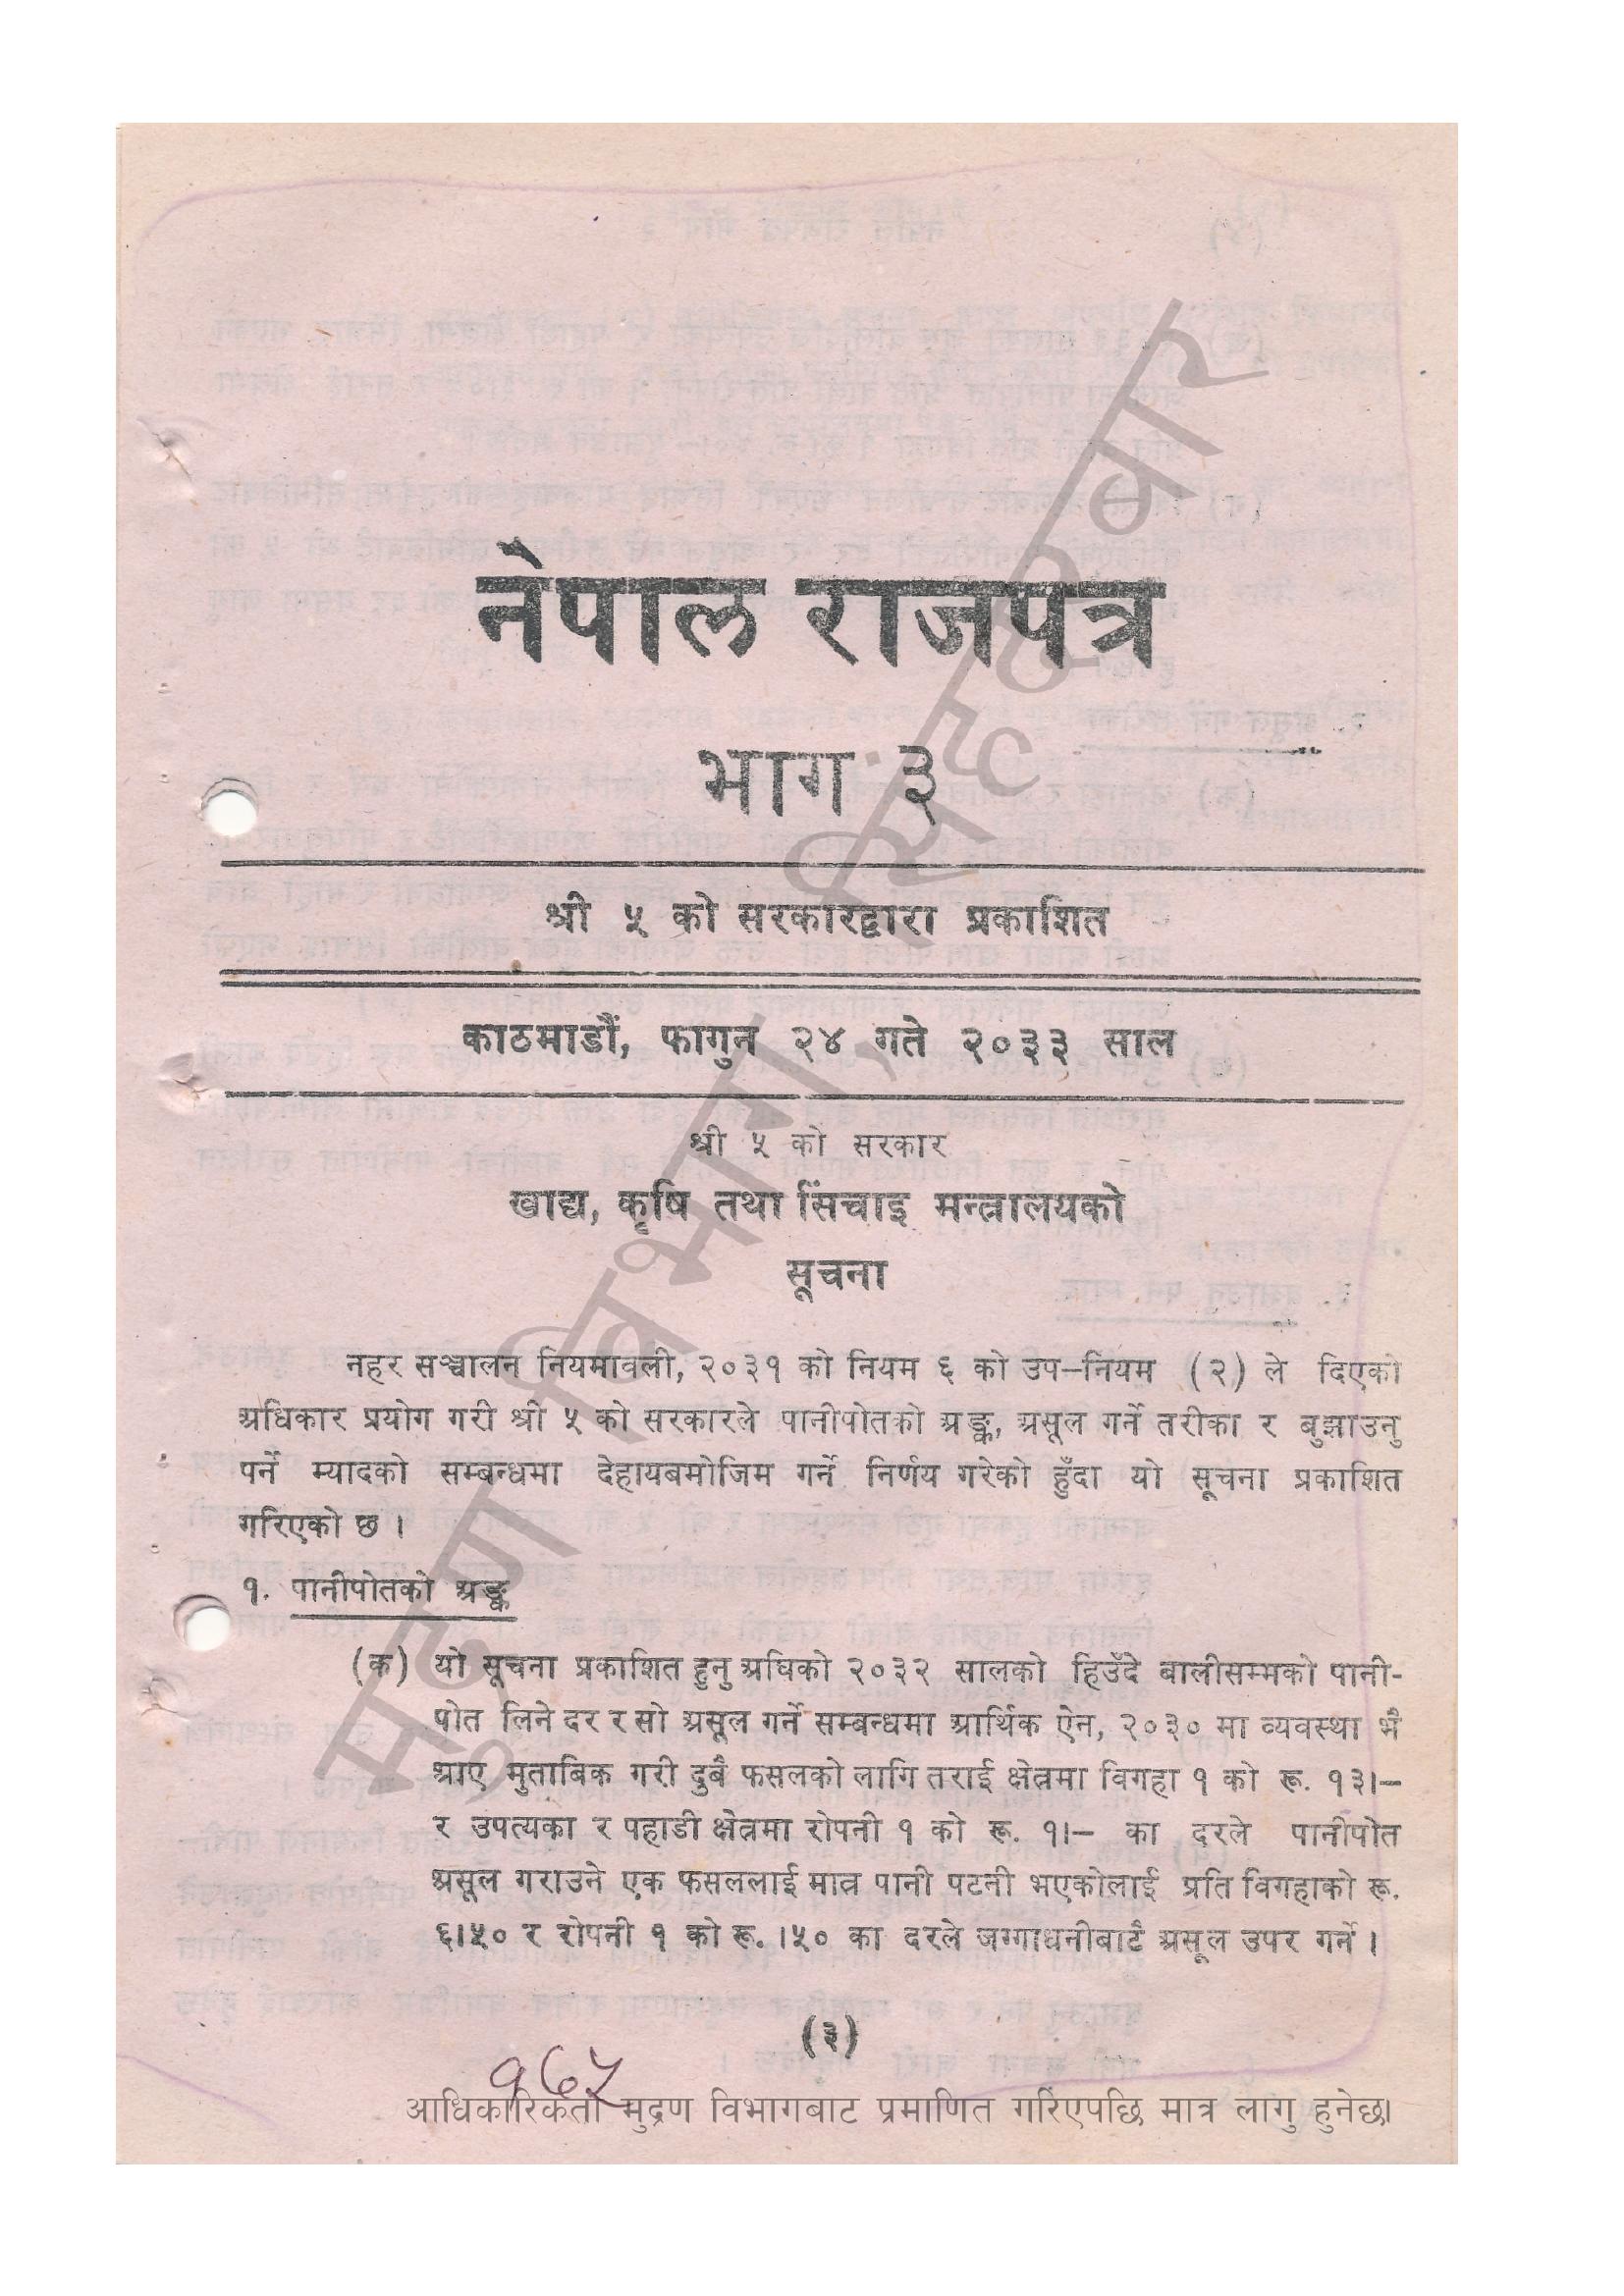 नेपाल राजपत्र
भाग ३
श्री ५ को सरकारद्वारा प्रकाशित
काठमाडौं, फागुन २४ गते २०३३ साल
श्री ५ को सरकार
खाद्य, कृषि तथा सिंचाइ मन्त्रालयको
सूचना
नहर सञ्चालन नियमावली, २०३१ को नियम ६ को उप–नियम (२) ले दिएको
अधिकार प्रयोग गरी श्री ५ को सरकारले पानीपोतको अङ्क, असूल गर्ने तरीका र बुझाउनु
पर्ने म्यादको सम्बन्धमा देहायबमोजिम गर्ने निर्णय गरेको हुँदा यो सूचना प्रकाशित
गरिएको छ ।
१. पानीपोतको अङ्क
(क) यो सूचना प्रकाशित हुनु अघिको २०३२ सालको हिउँदे बालीसम्मको पानी-
पोत लिने दर र सो असूल गर्ने सम्बन्धमा आर्थिक ऐन, २०३० मा व्यवस्था भै
आए मुताबिक गरी दुबै फसलको लागि तराई क्षेत्रमा विगहा १ को रू. १३।–
र उपत्यका र पहाडी क्षेत्रमा रोपनी १ को रू. १।– का दरले पानीपोत
असूल गराउने एक फसललाई मात्र पानी पटनी भएकोलाई प्रति विगहाको रू.
६।५० र रोपनी १ को रू. ।५० का दरले जग्गाधनीबाटै असूल उपर गर्ने ।
(३)
१७५
आधिकारिकता मुद्रण विभागबाट प्रमाणित गरिएपछि मात्र लागु हुनेछ।
मुद्रण विभाग, सिंहदरवार